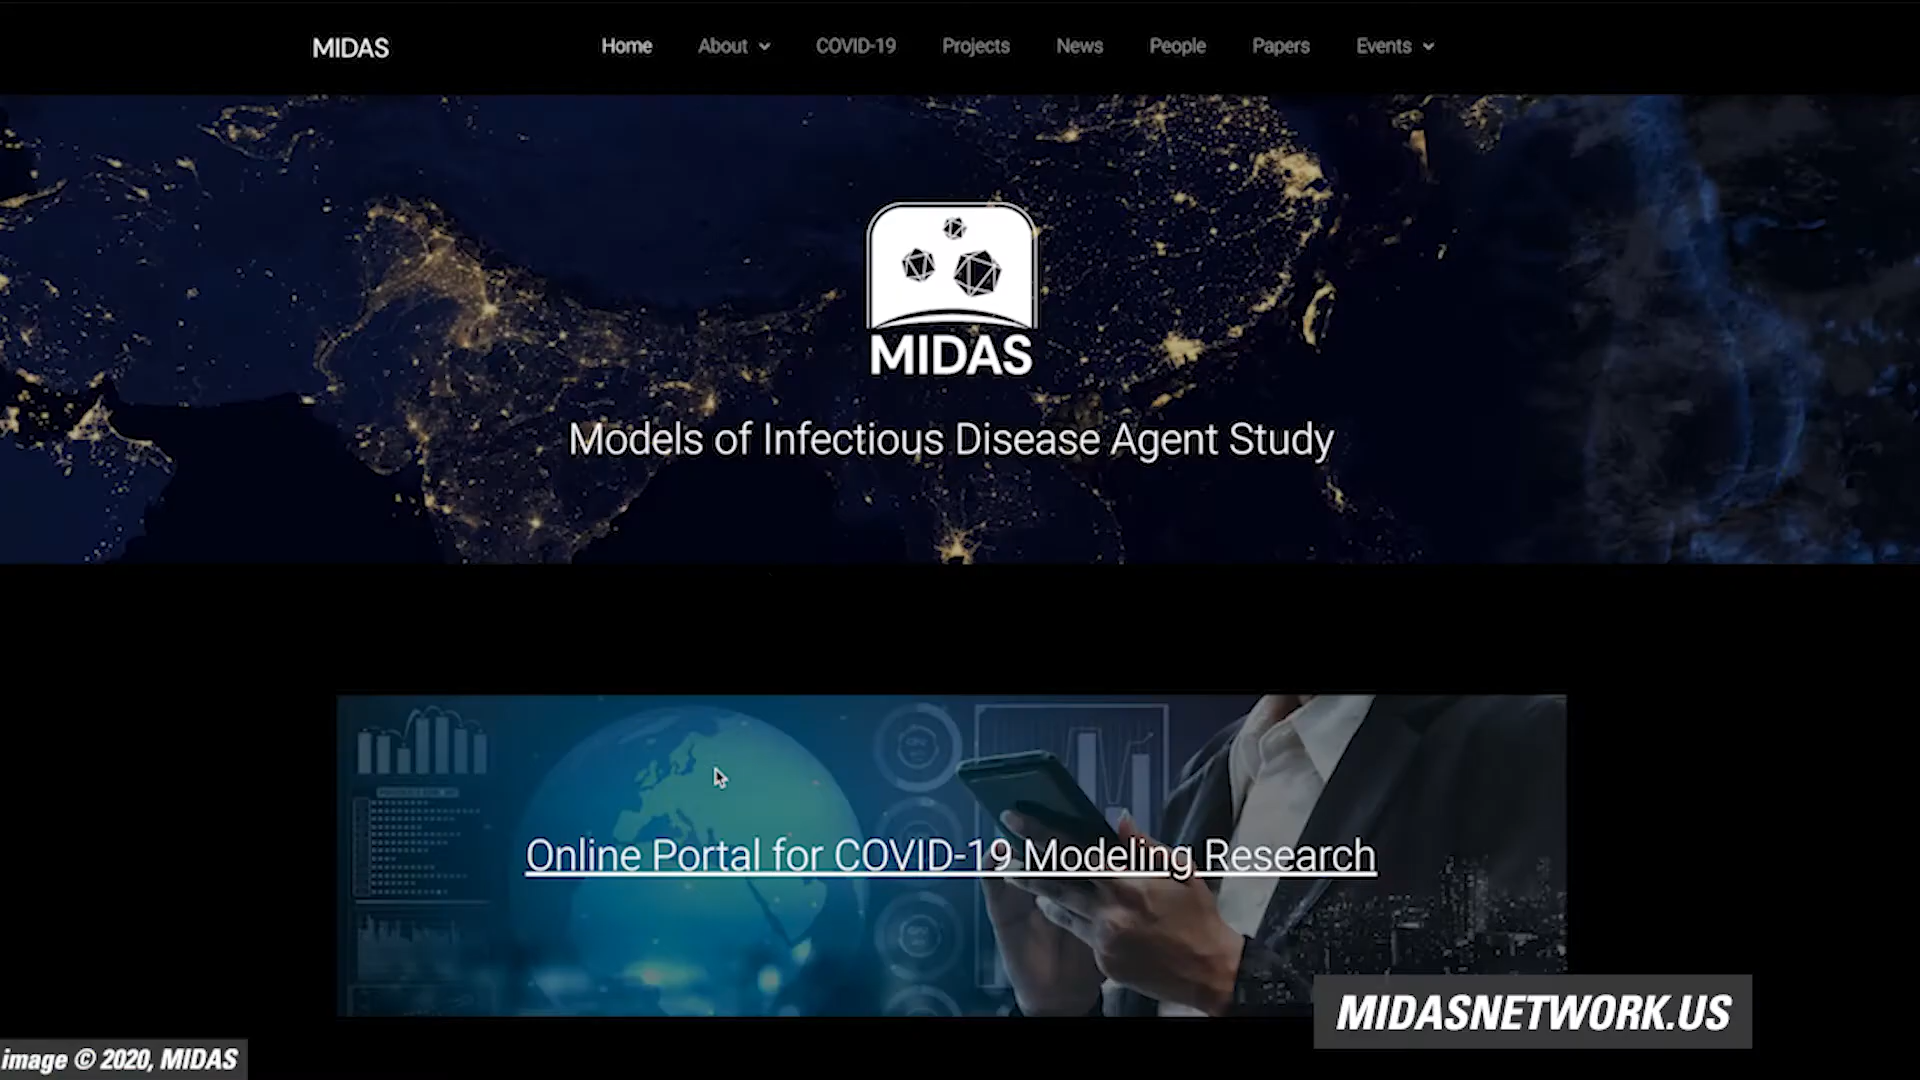 MIDAS
Home
About
COVID-19
Projects
News
People
Papers
Events
MIDAS
Models of Infectious Disease Agent Study
Online Portal for COVID-19 Modeling Research
MIDASNETWORK.US
image © 2020, MIDAS